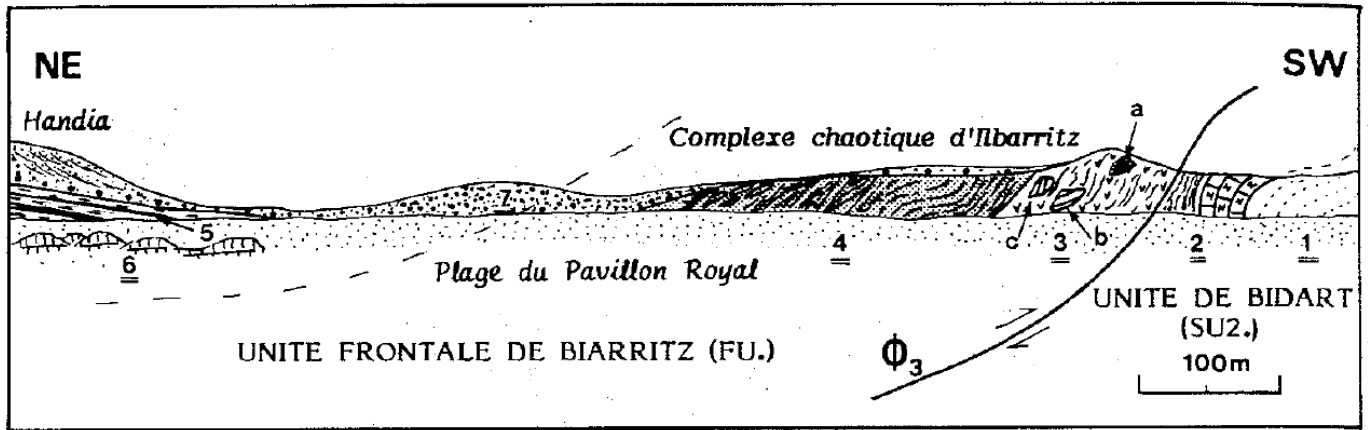 NE
SW
Handia
Complexe chaotique d'Ilbarritz
a
5
7
4
c
3
b
2
1
6
Plage du Pavillon Royal
UNITE DE BIDART
(SU2.)
UNITE FRONTALE DE BIARRITZ (FU.)
Φ3
100m